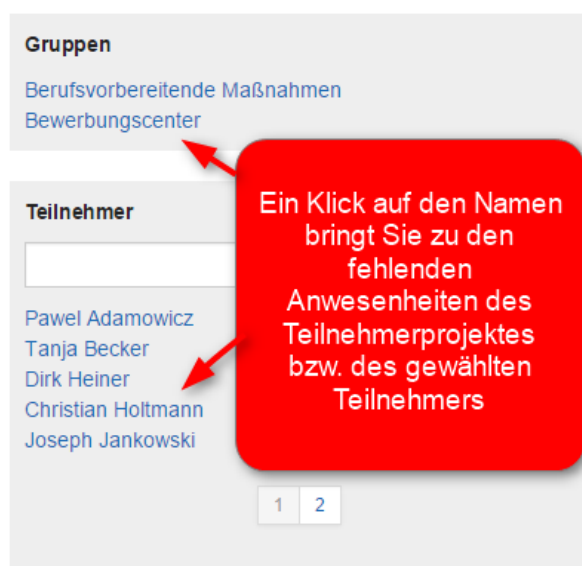 Gruppen
Berufsvorbereitende Maßnahmen
Bewerbungscenter
Teilnehmer
Pawel Adamowicz
Tanja Becker
Dirk Heiner
Christian Holtmann
Joseph Jankowski
Ein Klick auf den Namen
bringt Sie zu den
fehlenden
Anwesenheiten des
Teilnehmerprojektes
bzw. des gewählten
Teilnehmers
1 2